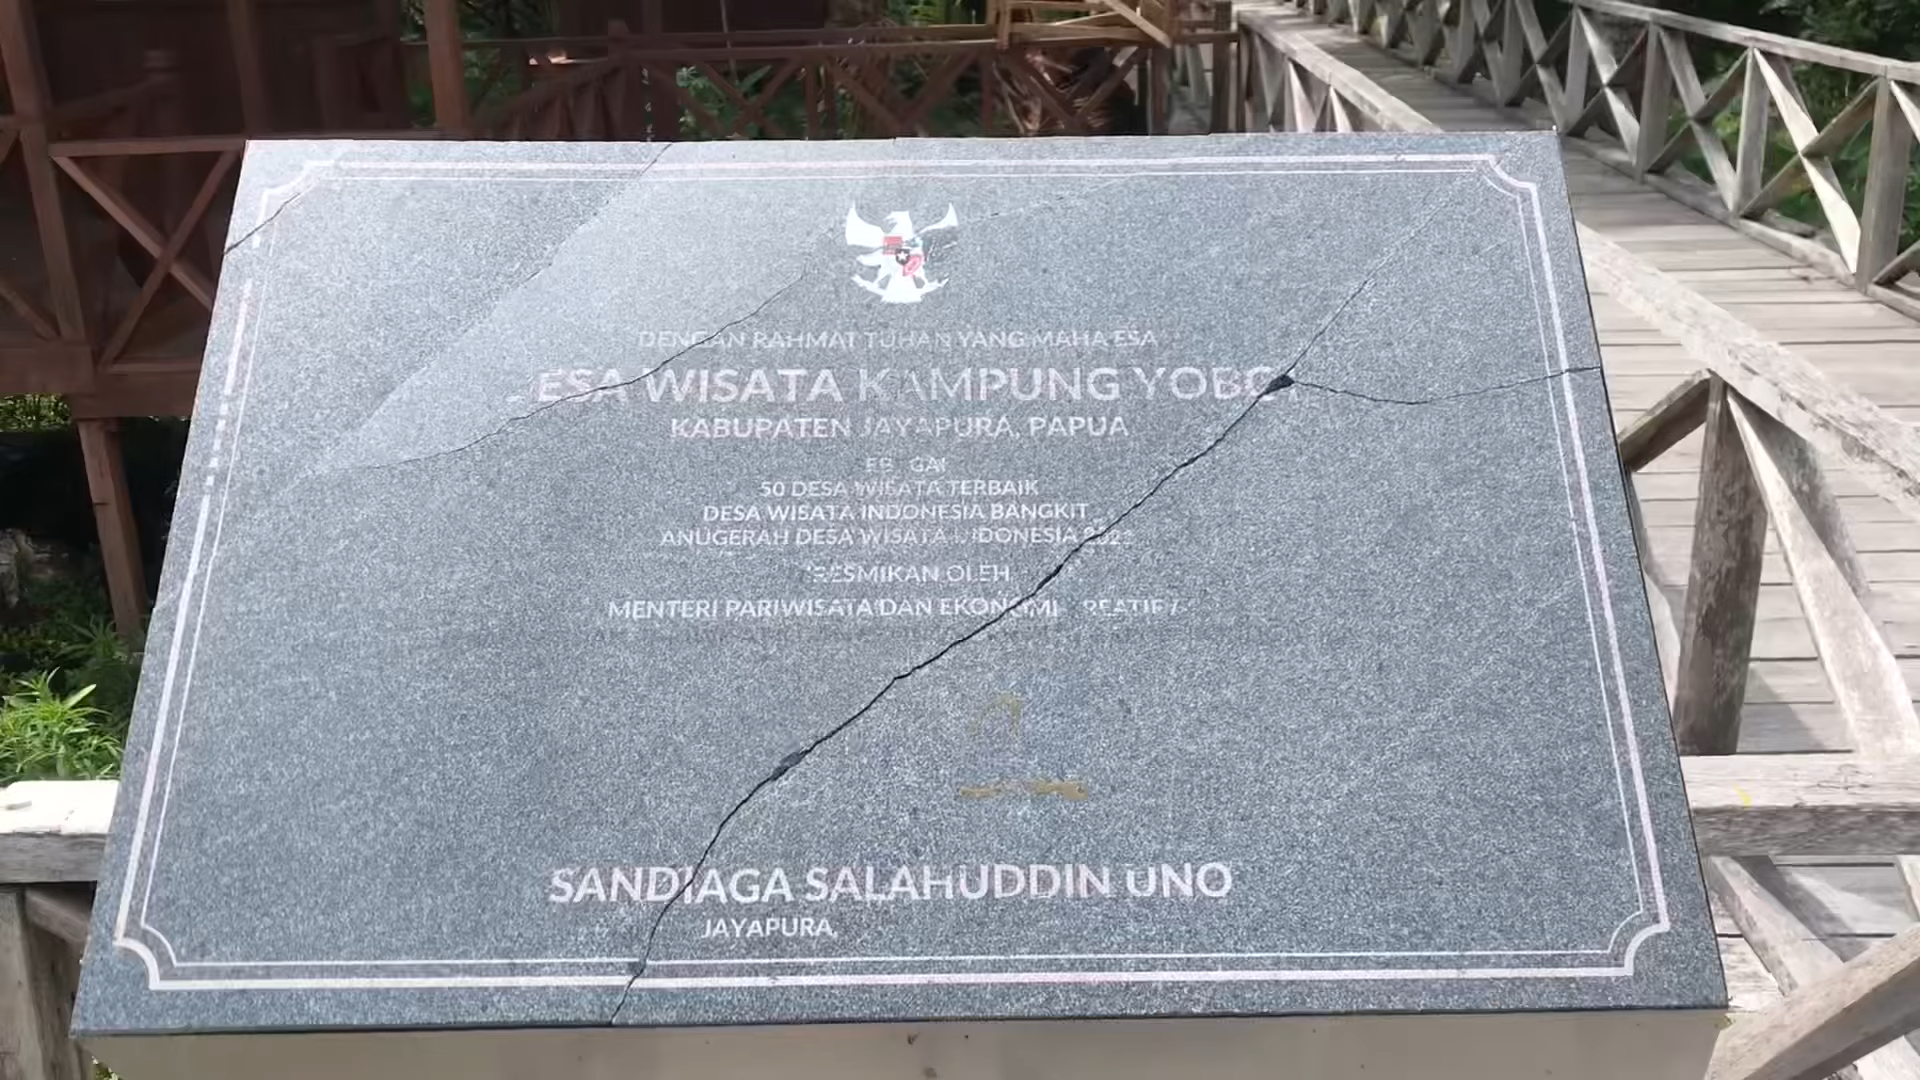 DENGAN RAHMAT TUHAN YANG MAHA ESA
ESA WISATA KAMPUNG YOBO
KABUPATEN JAYAPURA, PAPUA
50 DESA WISATA TERBAIK
DESA WISATA INDONESIA BANGKIT
ANUGERAH DESA WISATA INDONESIA
RESMIKAN OLEH
MENTERI PARIWISATA DAN EKONOMI REATIF
SANDIAGA SALAHUDDIN UNO
JAYAPURA,